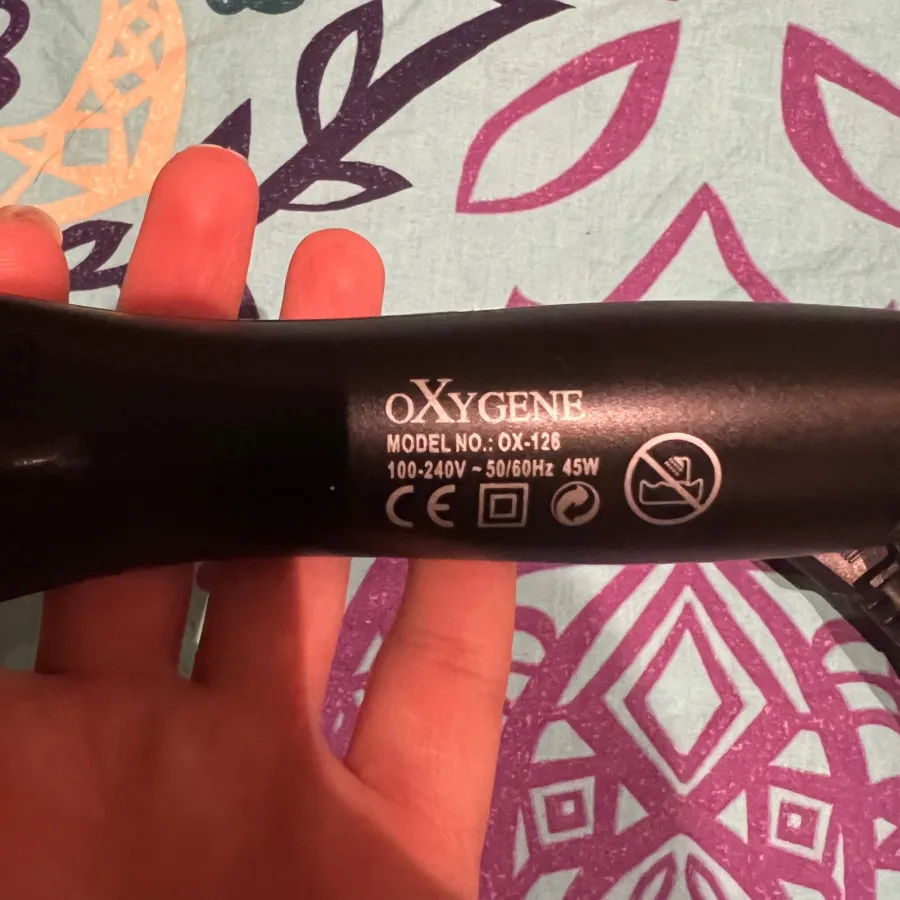 OXYGENE
MODEL NO.: OX-126
100-240V ~ 50/60Hz 45W
CE